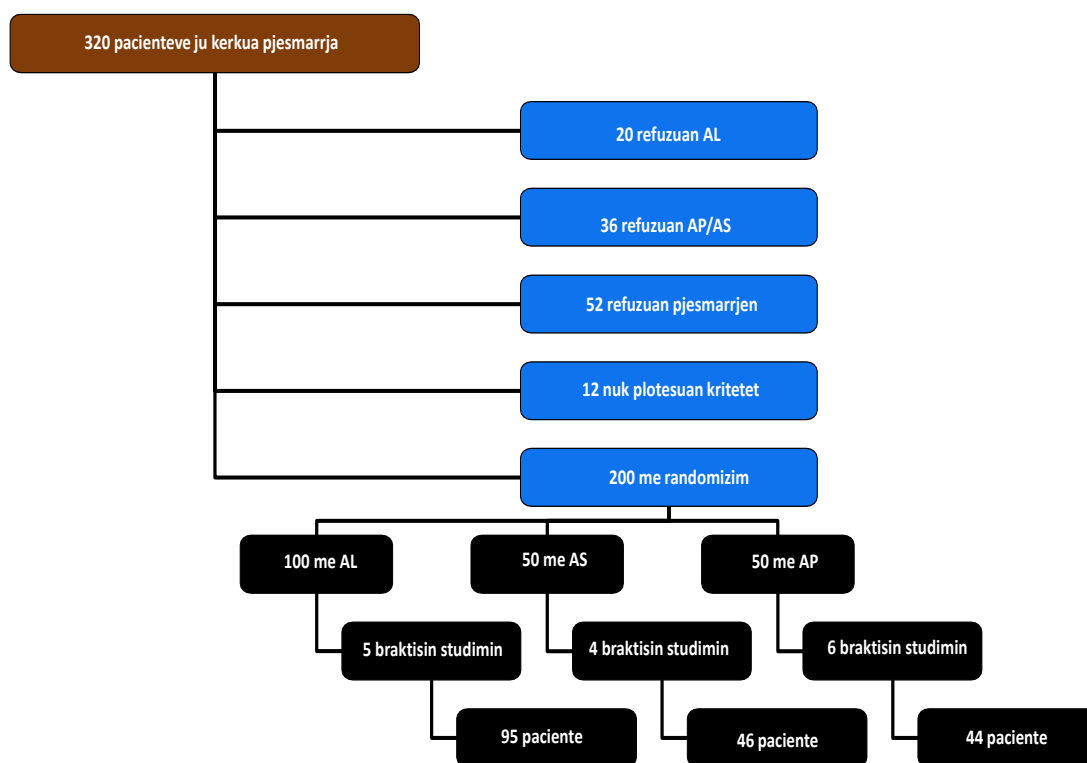 320 pacienteve ju kerkua pjesmarrja
20 refuzuan AL
36 refuzuan AP/AS
52 refuzuan pjesmarrjen
12 nuk plotesuan kritetet
200 me randomizim
100 me AL
50 me AS
50 me AP
5 braktisin studimin
4 braktisin studimin
6 braktisin studimin
95 paciente
46 paciente
44 paciente